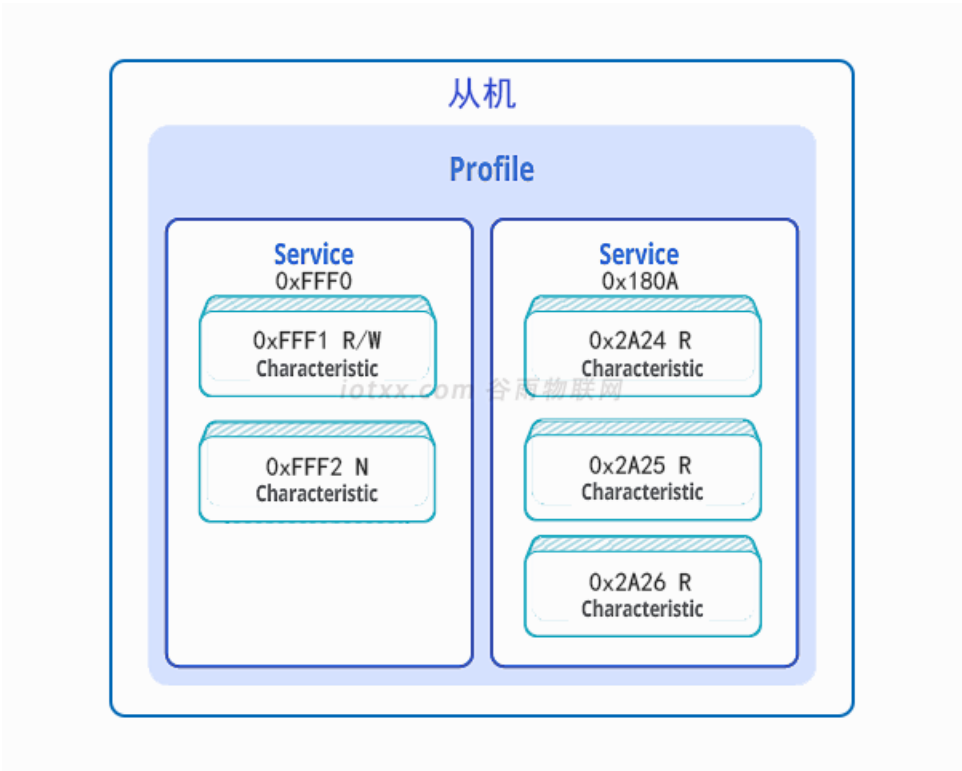 从机
Profile
Service
0xFFF0
0xFFF1 R/W
Characteristic
0xFFF2 N
Characteristic
Service
0x180A
0x2A24 R
Characteristic
0x2A25 R
Characteristic
0x2A26 R
Characteristic
iotxx.com 谷雨物联网